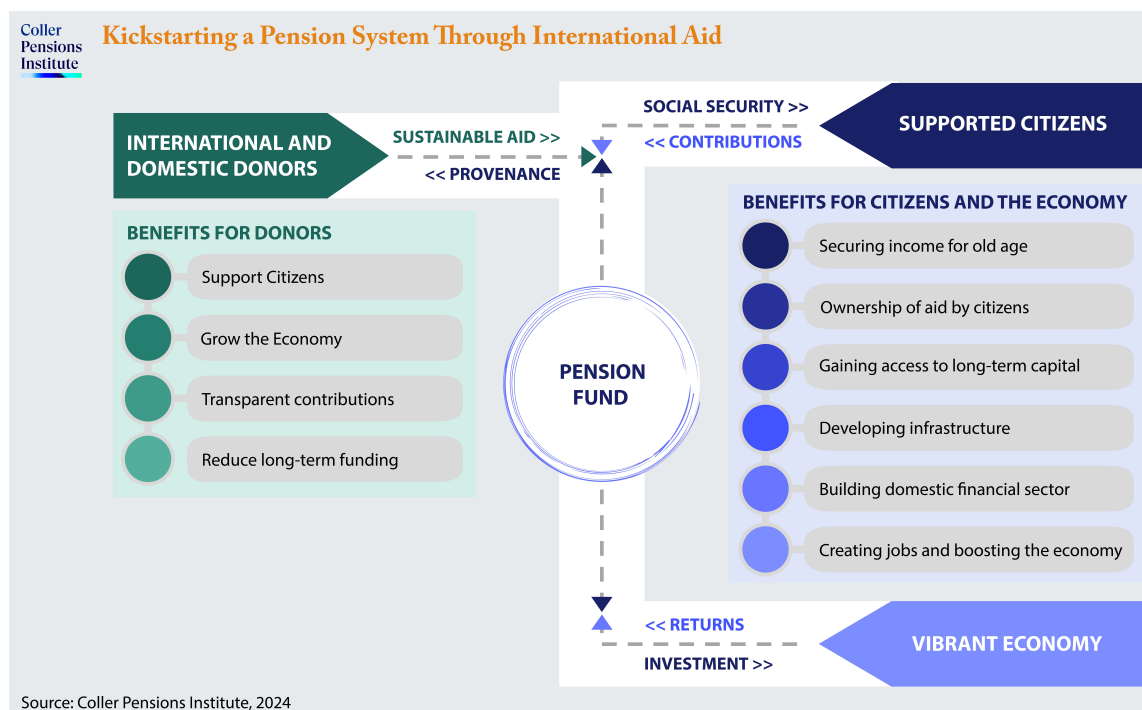 Coller
Pensions
Institute
Kickstarting a Pension System Through International Aid
INTERNATIONAL AND
DOMESTIC DONORS
SUSTAINABLE AID >>
<< PROVENANCE
SOCIAL SECURITY >>
<< CONTRIBUTIONS
SUPPORTED CITIZENS
BENEFITS FOR DONORS
Support Citizens
Grow the Economy
Transparent contributions
Reduce long-term funding
PENSION
FUND
BENEFITS FOR CITIZENS AND THE ECONOMY
Securing income for old age
Ownership of aid by citizens
Gaining access to long-term capital
Developing infrastructure
Building domestic financial sector
Creating jobs and boosting the economy
<< RETURNS
INVESTMENT >>
VIBRANT ECONOMY
Source: Coller Pensions Institute, 2024